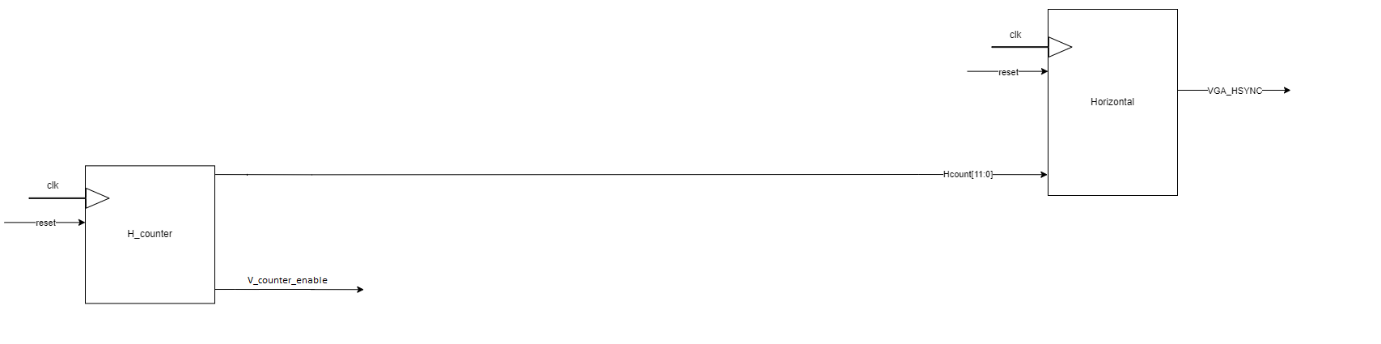 clk
reset
Horizontal
VGA_HSYNC
Hcount[11:0]
clk
reset
H_counter
V_counter_enable